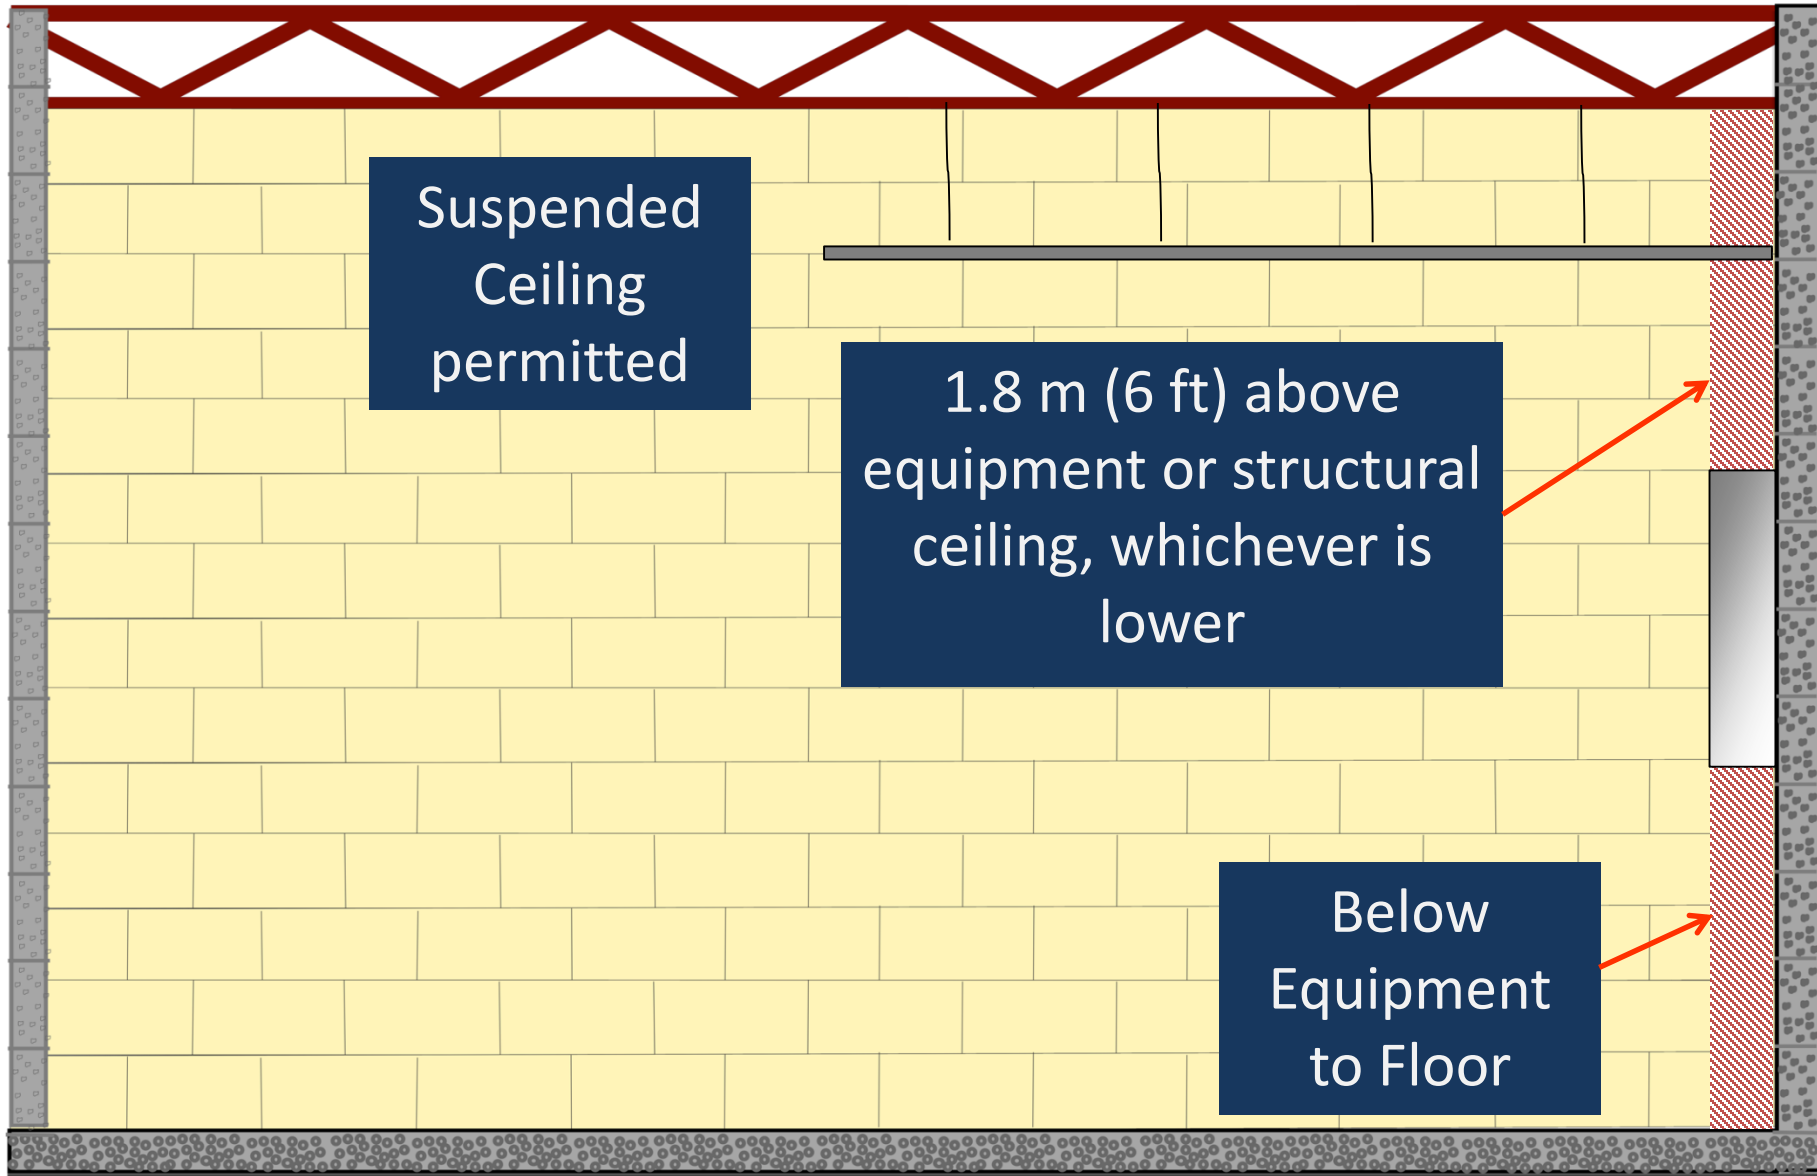 Suspended
Ceiling
permitted
1.8 m (6 ft) above
equipment or structural
ceiling, whichever is
lower
Below
Equipment
to Floor